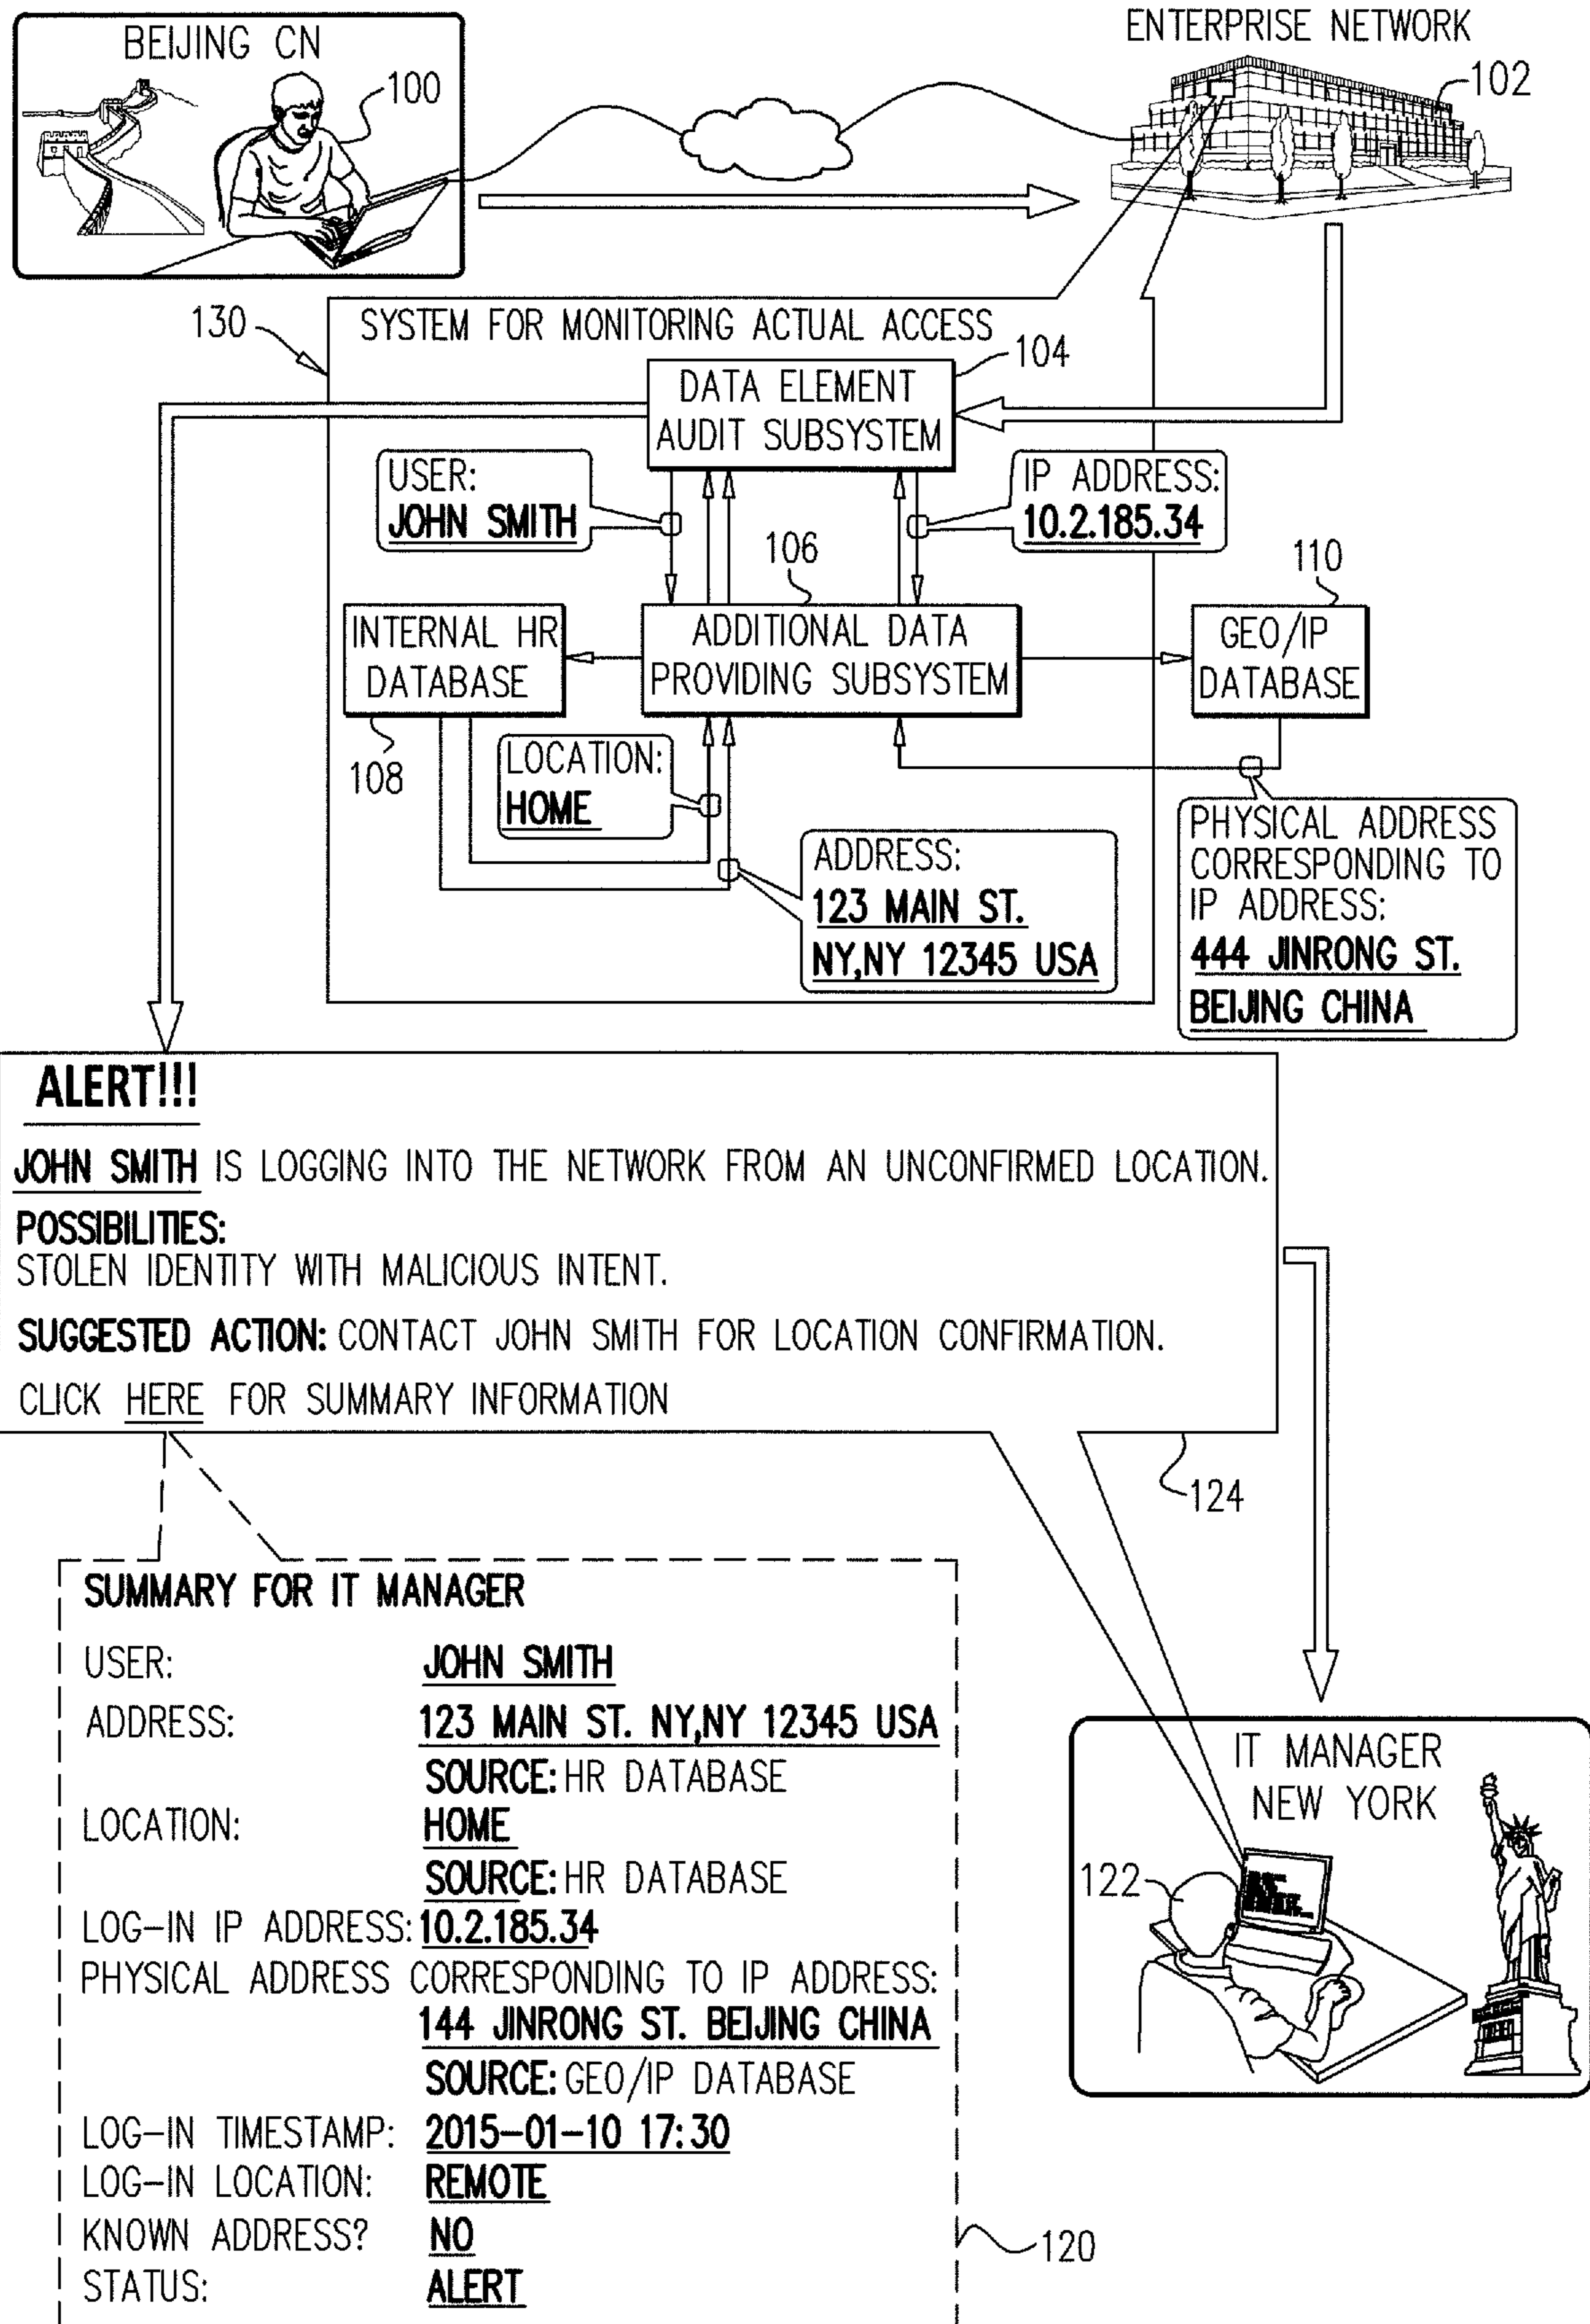 BEIJING CN
100
ENTERPRISE NETWORK
102
130
SYSTEM FOR MONITORING ACTUAL ACCESS
104
DATA ELEMENT
AUDIT SUBSYSTEM
USER:
JOHN SMITH
IP ADDRESS:
10.2.185.34
106
110
INTERNAL HR
DATABASE
ADDITIONAL DATA
PROVIDING SUBSYSTEM
GEO/IP
DATABASE
108
LOCATION:
HOME
ADDRESS:
123 MAIN ST.
NY,NY 12345 USA
PHYSICAL ADDRESS
CORRESPONDING TO
IP ADDRESS:
444 JINRONG ST.
BEIJING CHINA
ALERT!!!
JOHN SMITH IS LOGGING INTO THE NETWORK FROM AN UNCONFIRMED LOCATION.
POSSIBILITIES:
STOLEN IDENTITY WITH MALICIOUS INTENT.
SUGGESTED ACTION: CONTACT JOHN SMITH FOR LOCATION CONFIRMATION.
CLICK HERE FOR SUMMARY INFORMATION
124
SUMMARY FOR IT MANAGER
USER: JOHN SMITH
ADDRESS: 123 MAIN ST. NY,NY 12345 USA
SOURCE: HR DATABASE
LOCATION: HOME
SOURCE: HR DATABASE
LOG-IN IP ADDRESS: 10.2.185.34
PHYSICAL ADDRESS CORRESPONDING TO IP ADDRESS:
144 JINRONG ST. BEIJING CHINA
SOURCE: GEO/IP DATABASE
LOG-IN TIMESTAMP: 2015-01-10 17:30
LOG-IN LOCATION: REMOTE
KNOWN ADDRESS? NO
STATUS: ALERT
120
IT MANAGER
NEW YORK
122